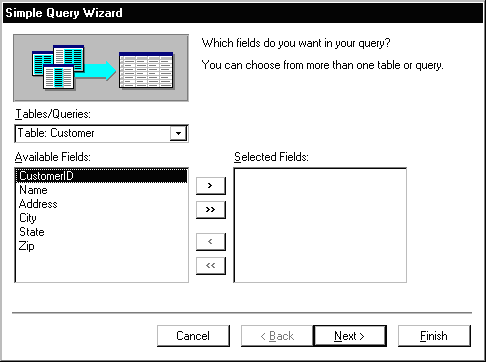 Simple Query Wizard
Which fields do you want in your query?
You can choose from more than one table or query.
Tables/Queries:
Table: Customer
Available Fields:
Selected Fields:
CustomerID
Name
Address
City
State
Zip
>
>>
<
<<
Cancel
< Back
Next >
Finish